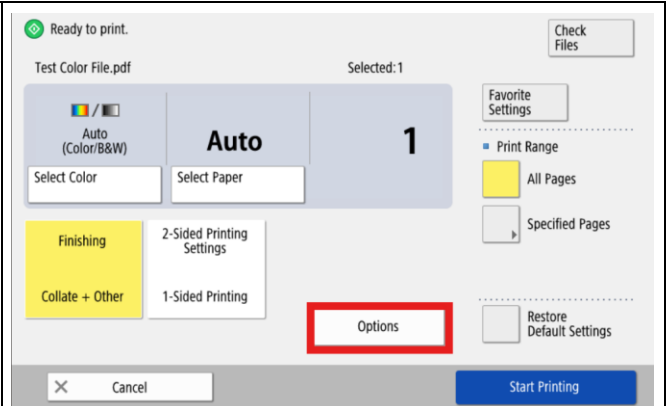 Ready to print.
Check
Files
Test Color File.pdf
Selected:1
Auto
(Color/B&W)
Auto
1
Select Color
Select Paper
Favorite
Settings
Print Range
All Pages
Specified Pages
Finishing
Collate + Other
2-Sided Printing
Settings
1-Sided Printing
Options
Restore
Default Settings
Cancel
Start Printing